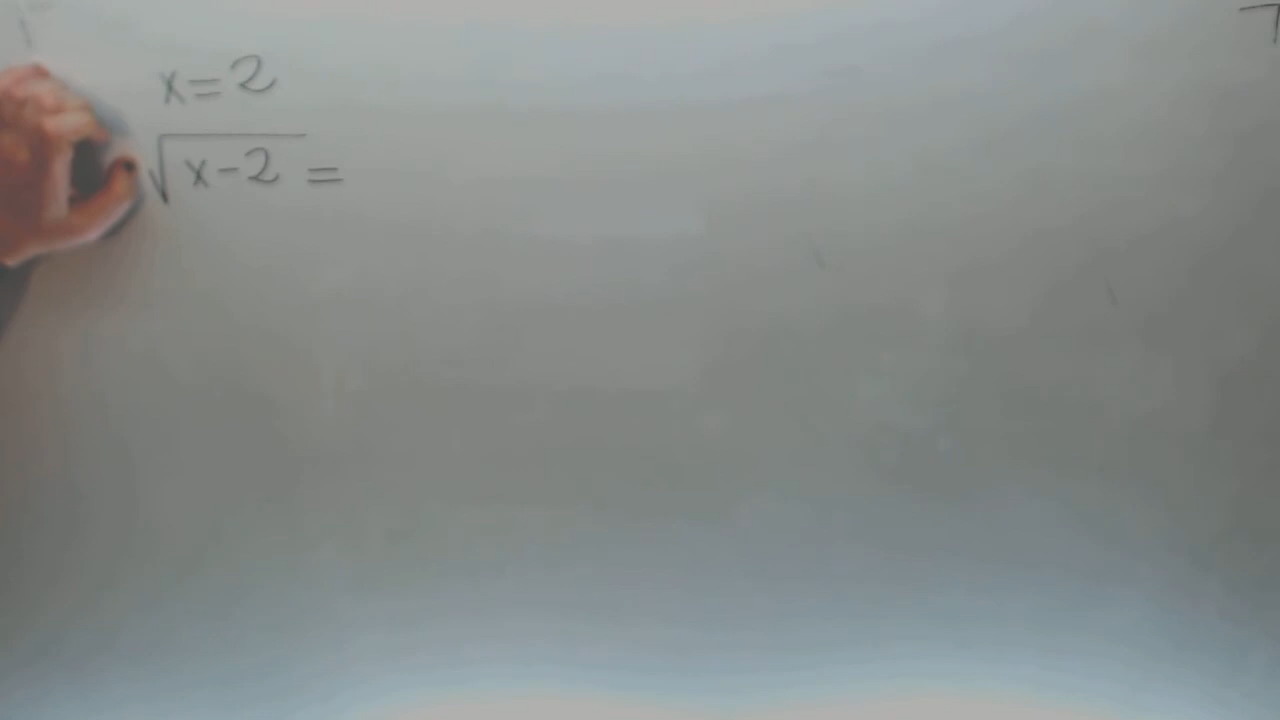 x=2
√x-2 =